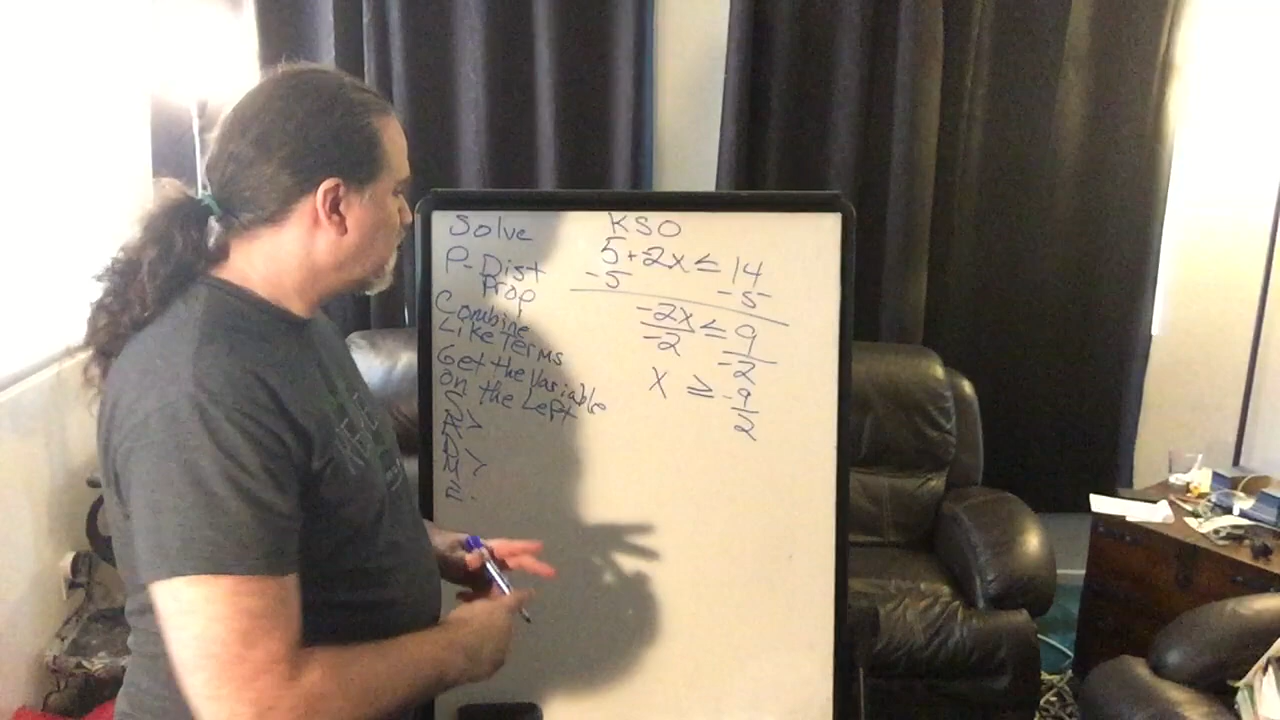 Solve
P-Dist
Prop
Combine
Like Terms
Get the Variable
on the Left
S
A >
D
M >
E
KSO
5+-2x≤14
-5 -5
-2x≤9
-2 -2
x ≥ -9
2